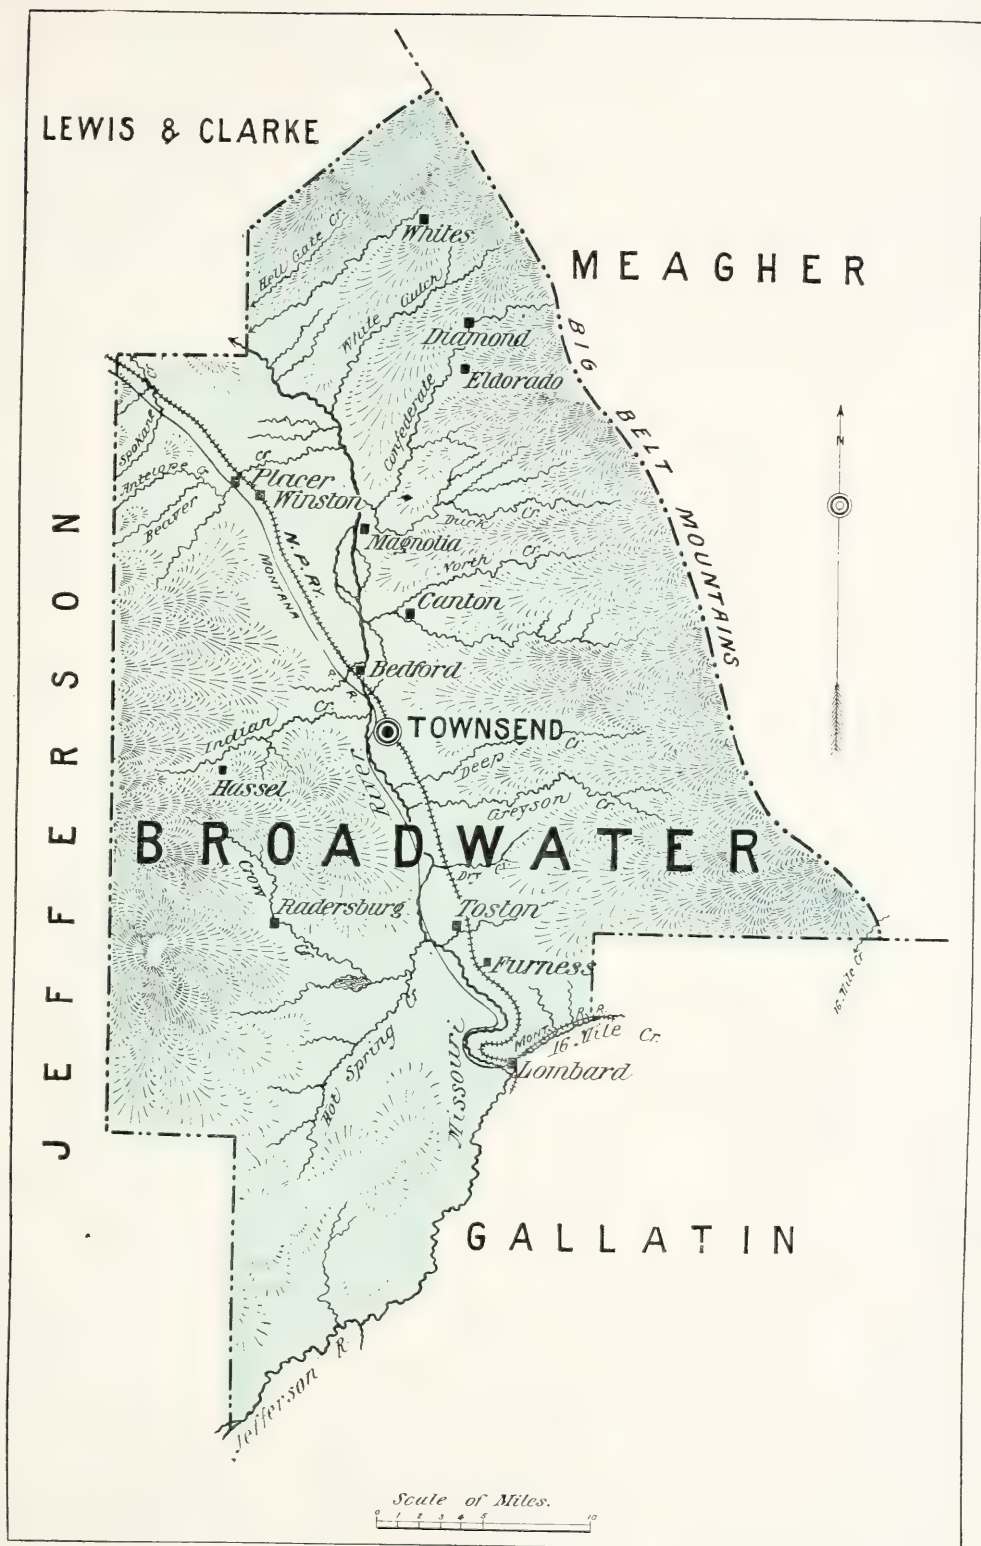 LEWIS & CLARKE
MEAGHER
Whites
Hell Gate Cr.
White Gulch
Diamond
Eldorado
BIG BELT MOUNTAINS
Confederate
N
Spokane
Cr.
Antelope C.
Beaver
Cr.
Placer
Winston
Duck Cr.
Magnolia
North Cr.
N.P. RY.
MONTANA
R. R.
Canton
Bedford
JEFFERSON
Indian Cr.
TOWNSEND
Deep Cr.
Hassel
River
Greyson Cr.
BROADWATER
Dry C.
Crow
Cr.
Radersburg
Toston
Furness
16 Mile Cr.
MONT. R. R.
16 Mile Cr.
Lombard
Hot Spring Cr.
Missouri
GALLATIN
Jefferson R.
Scale of Miles.
0 1 2 3 4 5 10